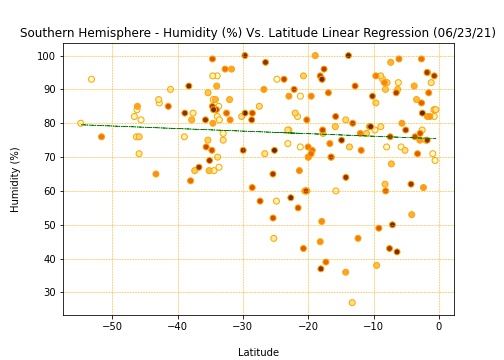 Southern Hemisphere - Humidity (%) Vs. Latitude Linear Regression (06/23/21)
100
90
80
70
60
50
40
30
Humidity (%)
−50 −40 −30 −20 −10 0
Latitude